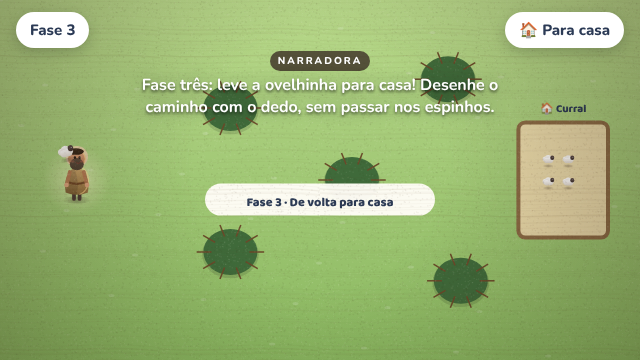 Fase 3
🏠 Para casa
NARRADORA
Fase três: leve a ovelhinha para casa! Desenhe o
caminho com o dedo, sem passar nos espinhos.
🏠 Curral
Fase 3 · De volta para casa